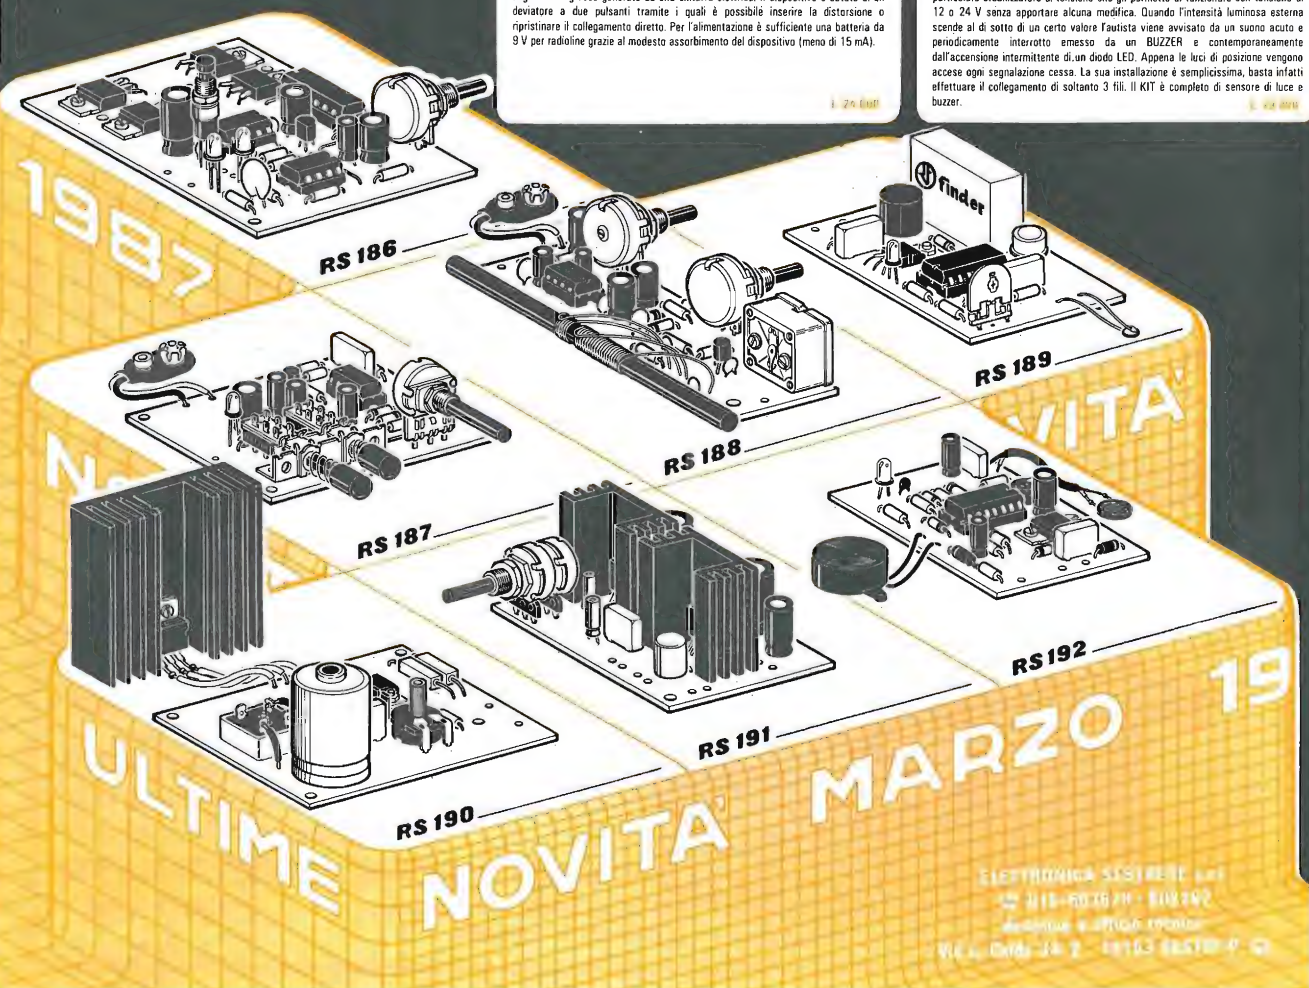 deviatore a due pulsanti tramite i quali è possibile inserire la distorsione o
ripristinare il collegamento diretto. Per l'alimentazione è sufficiente una batteria da
9 V per radioline grazie al modesto assorbimento del dispositivo (meno di 15 mA).
12 o 24 V senza apportare alcuna modifica. Quando l'intensità luminosa esterna
scende al di sotto di un certo valore l'autista viene avvisato da un suono acuto e
periodicamente interrotto emesso da un BUZZER e contemporaneamente
dall'accensione intermittente di.un diodo LED. Appena le luci di posizione vengono
accese ogni segnalazione cessa. La sua installazione è semplicissima, basta infatti
effettuare il collegamento di soltanto 3 fili. Il KIT è completo di sensore di luce e
buzzer.
1987
RS 186
finder
RS 189
RS 188
VITA'
N
RS 187
RS 192
RS 191
RS 190
19
ULTIME NOVITA' MARZO